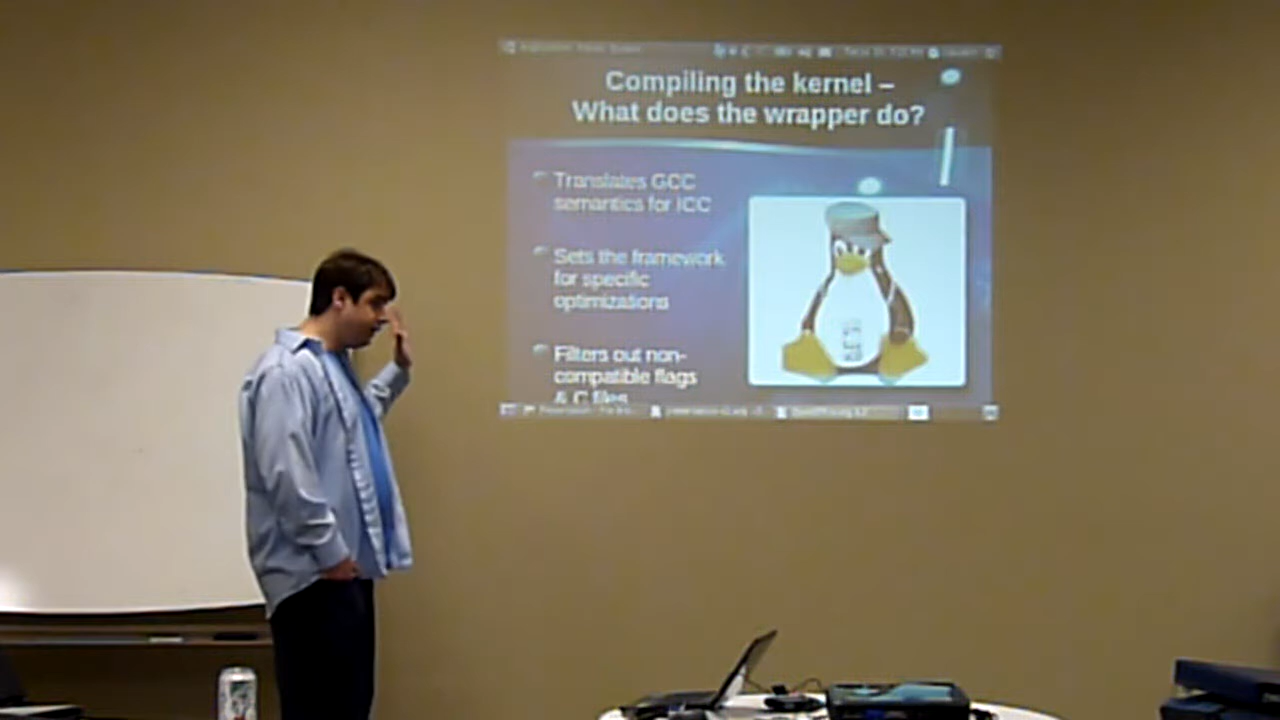 Compiling the kernel –
What does the wrapper do?
Translates GCC
semantics for ICC
Sets the framework
for specific
optimizations
Filters out non-
compatible flags
& C files